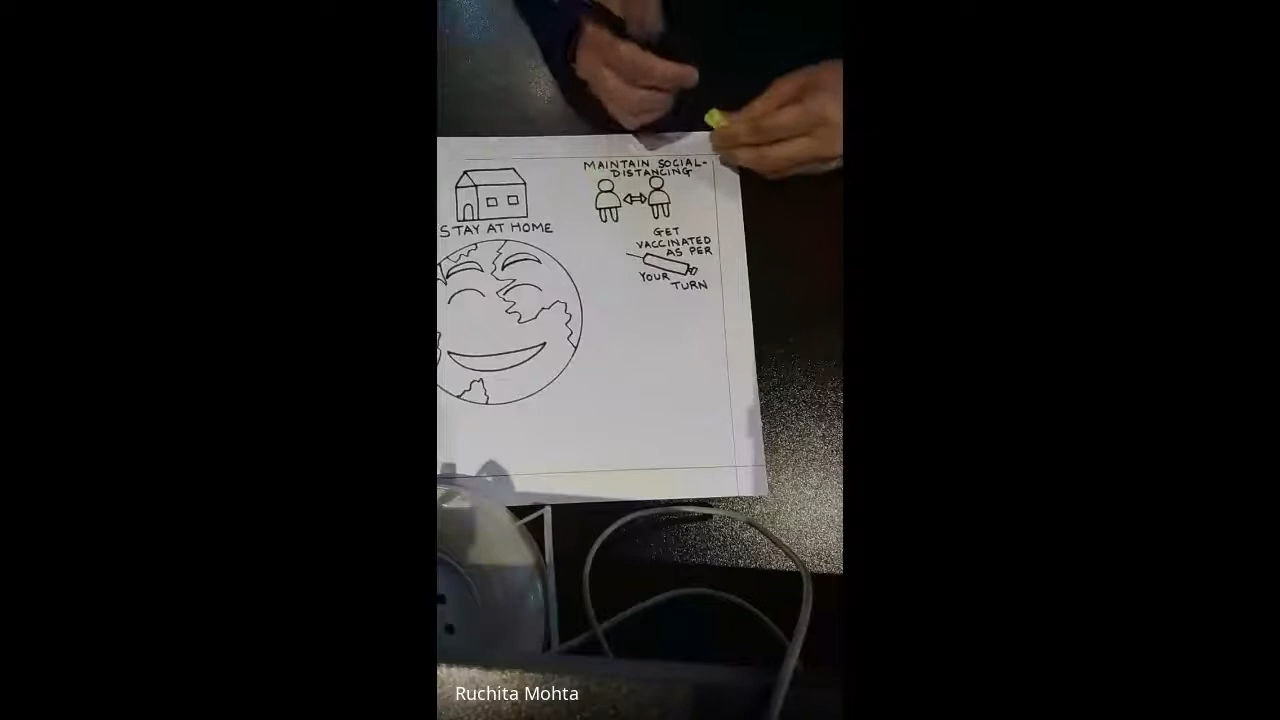 MAINTAIN SOCIAL-
DISTANCING
STAY AT HOME
GET
VACCINATED
AS PER
YOUR
TURN
Ruchita Mohta